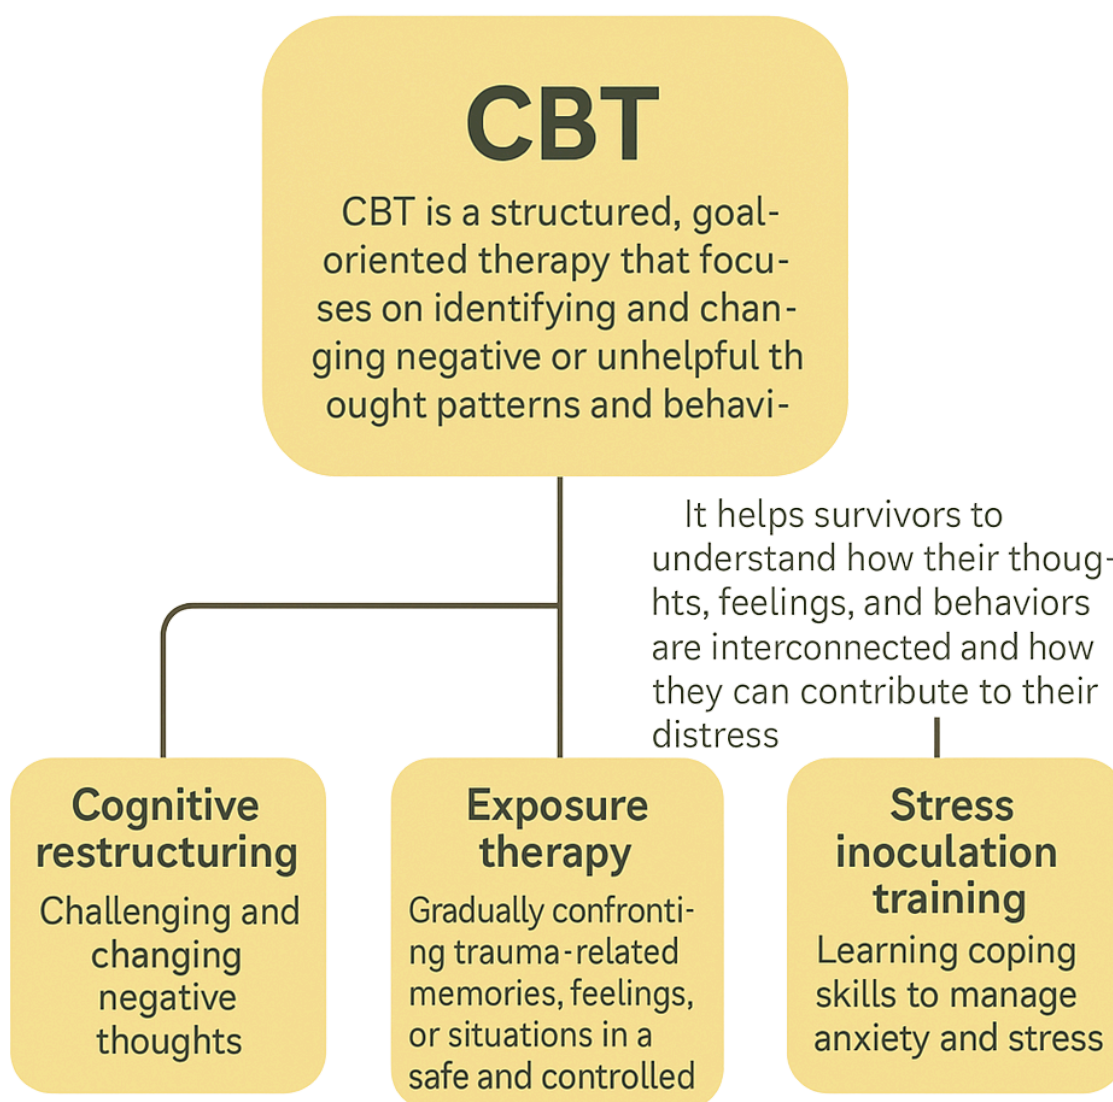 CBT
CBT is a structured, goal-
oriented therapy that focu-
ses on identifying and chan-
ging negative or unhelpful th
ought patterns and behavi-
It helps survivors to
understand how their thoug-
hts, feelings, and behaviors
are interconnected and how
they can contribute to their
distress
Cognitive
restructuring
Challenging and
changing
negative
thoughts
Exposure
therapy
Gradually confronti-
ng trauma-related
memories, feelings,
or situations in a
safe and controlled
Stress
inoculation
training
Learning coping
skills to manage
anxiety and stress